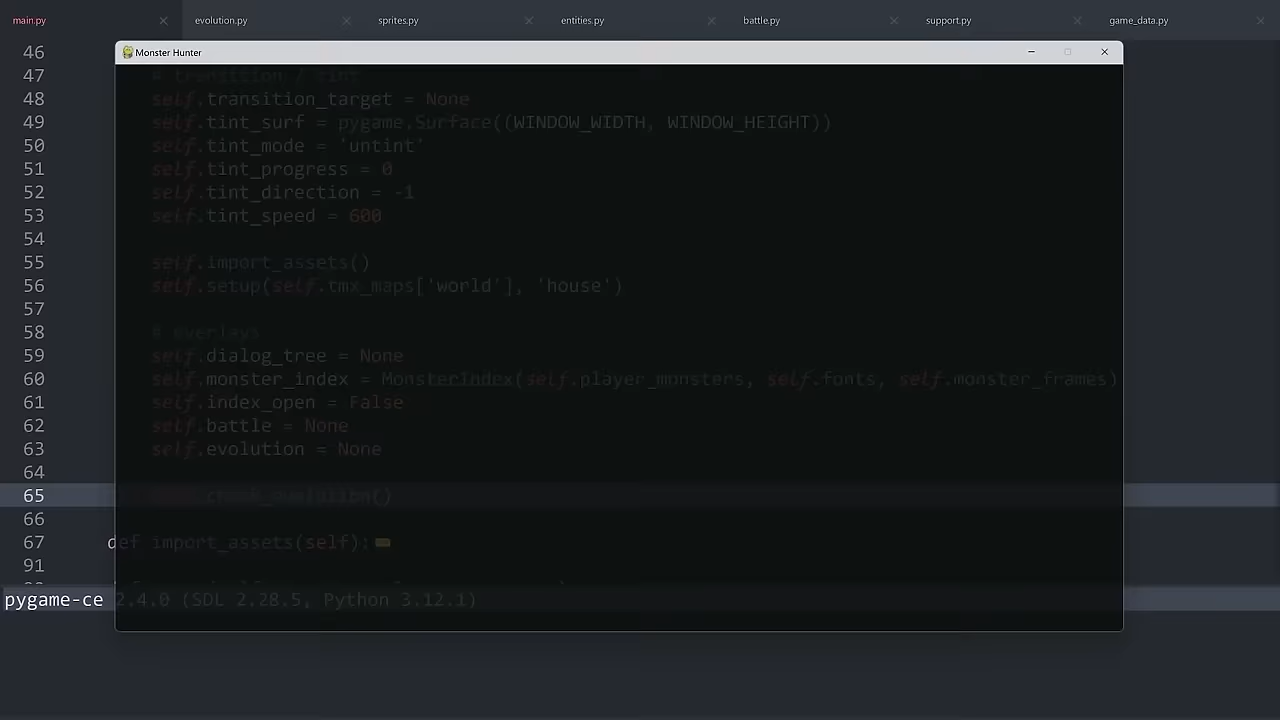 main.py evolution.py sprites.py entities.py battle.py support.py game_data.py
Monster Hunter
46
47 # transition / tint
48 self.transition_target = None
49 self.tint_surf = pygame.Surface((WINDOW_WIDTH, WINDOW_HEIGHT))
50 self.tint_mode = 'untint'
51 self.tint_progress = 0
52 self.tint_direction = -1
53 self.tint_speed = 600
54
55 self.import_assets()
56 self.setup(self.tmx_maps['world'], 'house')
57
58 # overlays
59 self.dialog_tree = None
60 self.monster_index = MonsterIndex(self.player_monsters, self.fonts, self.monster_frames)
61 self.index_open = False
62 self.battle = None
63 self.evolution = None
64
65 self.check_evolution()
66
67 def import_assets(self):
91
pygame-ce 2.4.0 (SDL 2.28.5, Python 3.12.1)